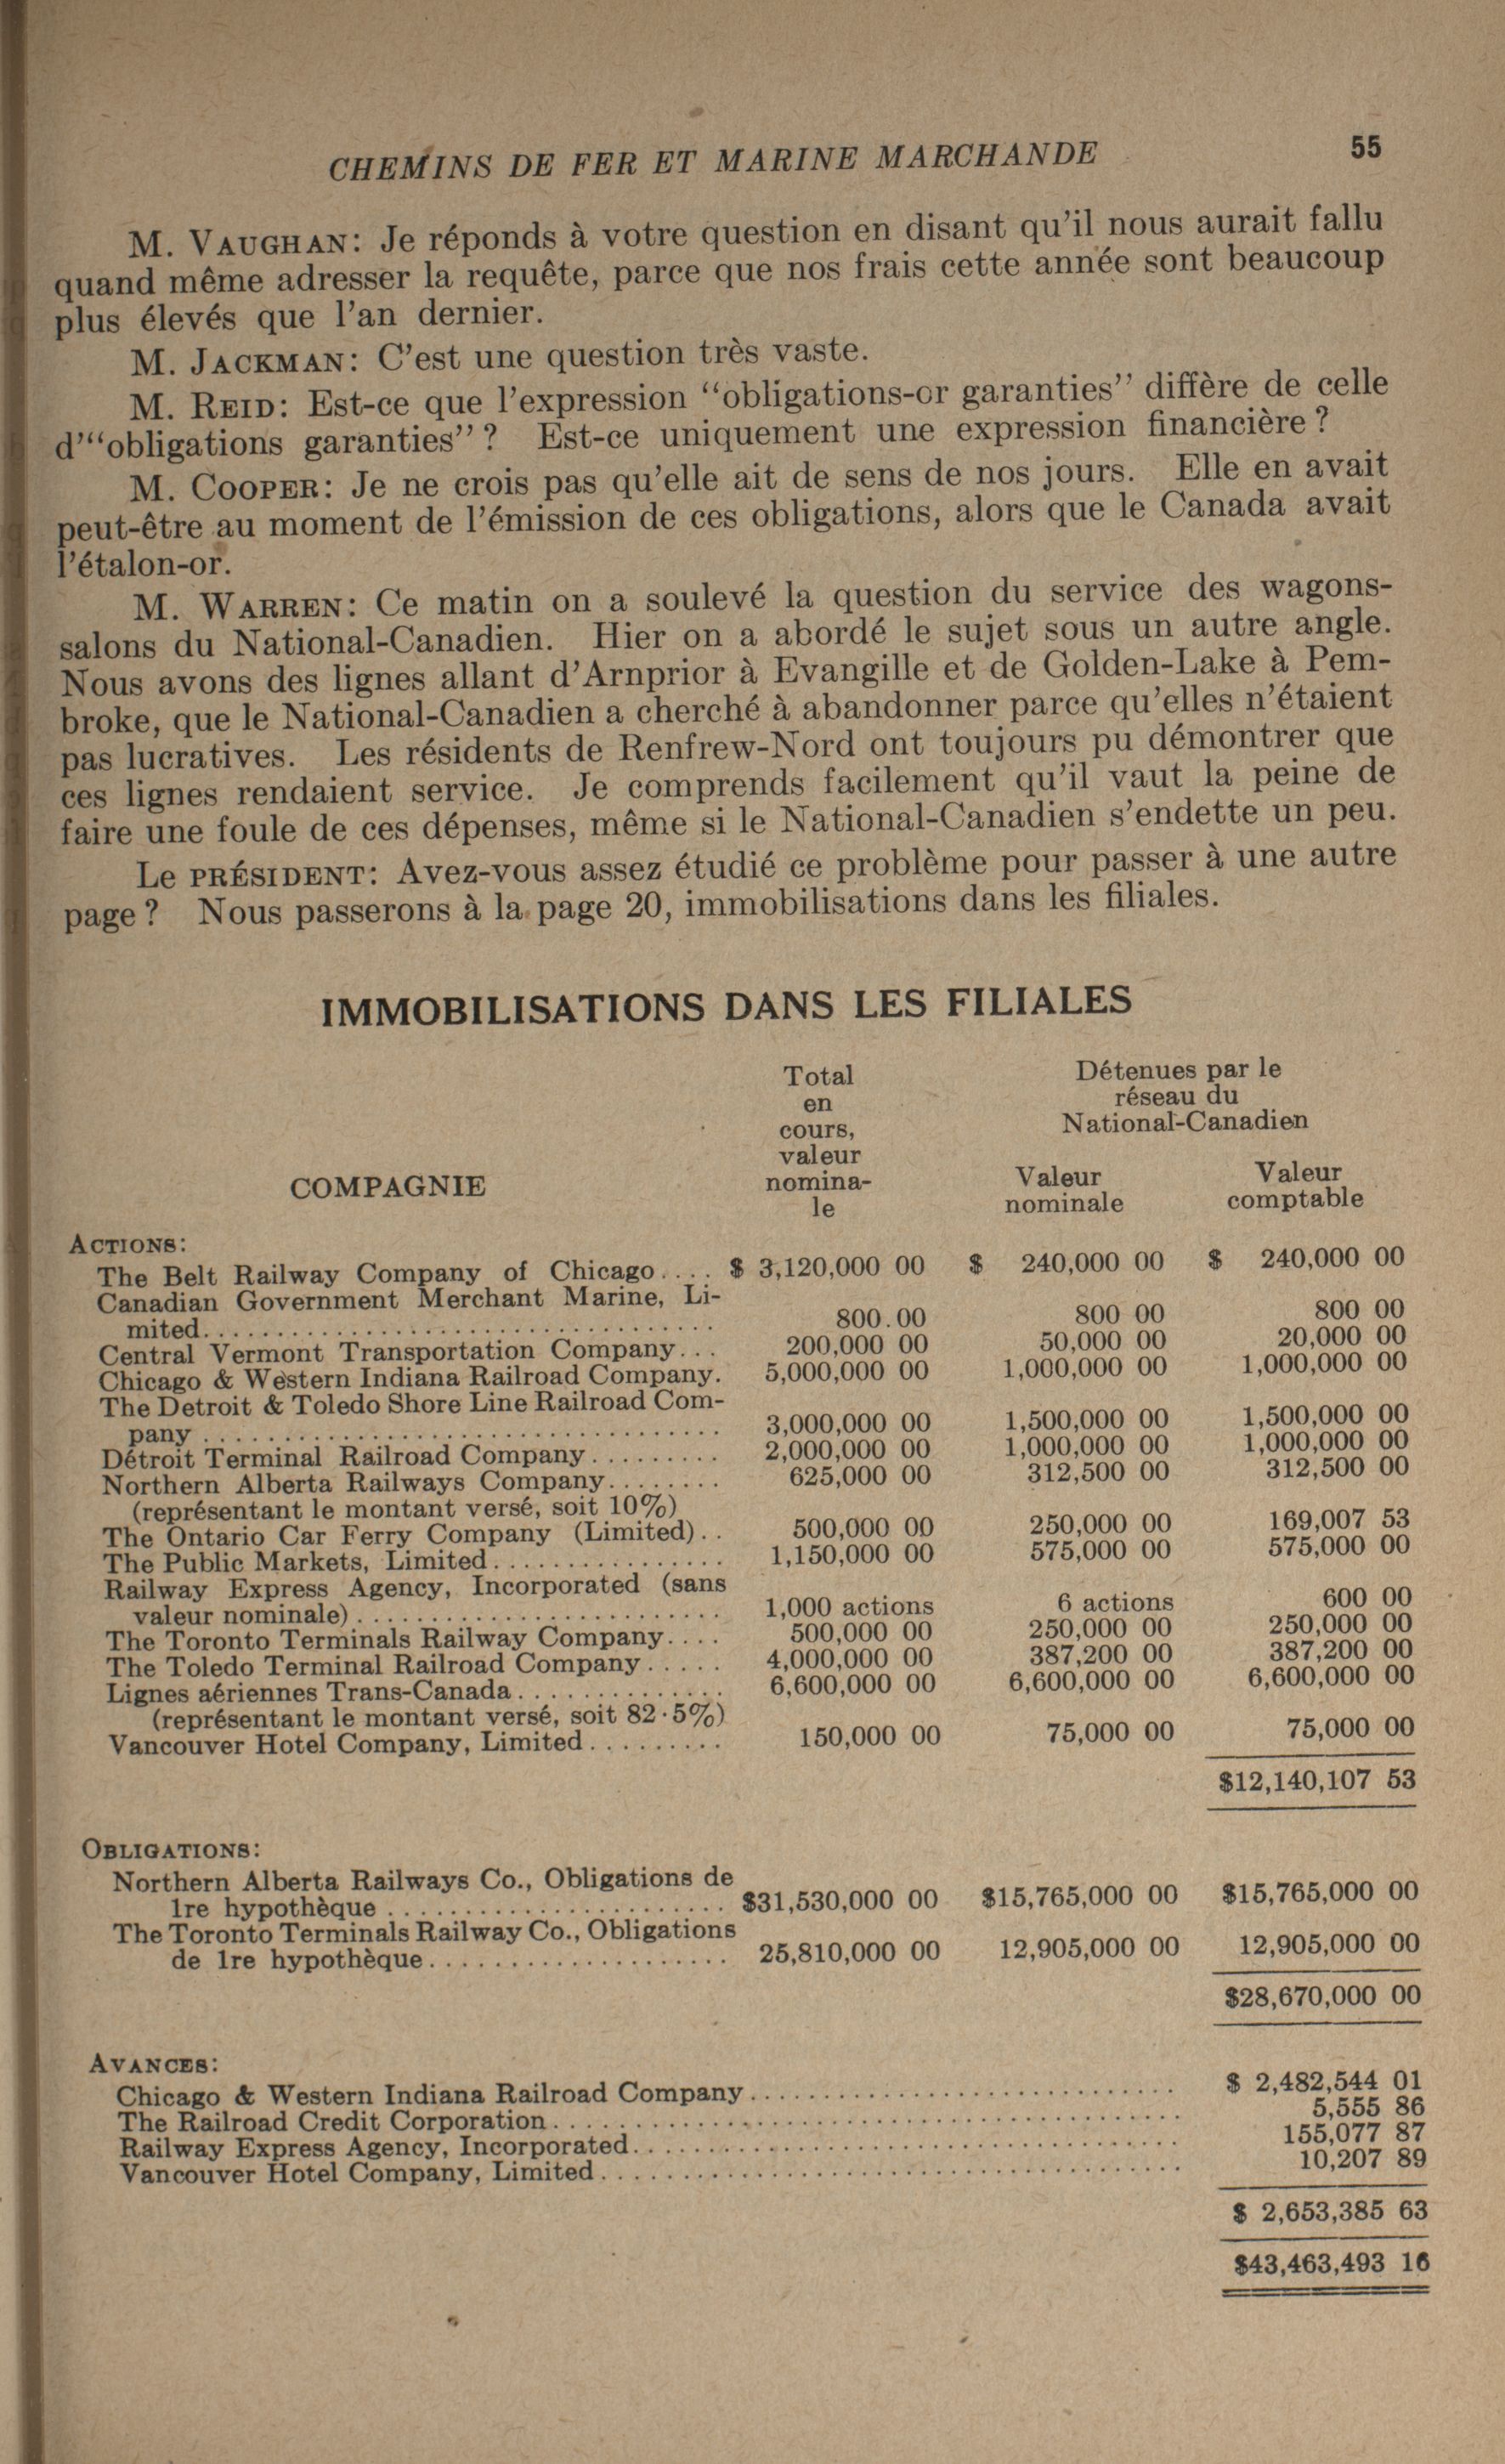 CHEMINS DE FER ET MARINE MARCHANDE 55
M. VAUGHAN: Je réponds à votre question en disant qu'il nous aurait fallu
quand même adresser la requête, parce que nos frais cette année sont beaucoup
plus élevés que l'an dernier.
M. JACKMAN: C'est une question très vaste.
M. REID: Est-ce que l'expression "obligations-or garanties" diffère de celle
d'"obligations garanties"? Est-ce uniquement une expression financière?
M. COOPER: Je ne crois pas qu'elle ait de sens de nos jours. Elle en avait
peut-être au moment de l'émission de ces obligations, alors que le Canada avait
l'étalon-or.
M. WARREN: Ce matin on a soulevé la question du service des wagons-
salons du National-Canadien. Hier on a abordé le sujet sous un autre angle.
Nous avons des lignes allant d'Arnprior à Evangille et de Golden-Lake à Pem-
broke, que le National-Canadien a cherché à abandonner parce qu'elles n'étaient
pas lucratives. Les résidents de Renfrew-Nord ont toujours pu démontrer que
ces lignes rendaient service. Je comprends facilement qu'il vaut la peine de
faire une foule de ces dépenses, même si le National-Canadien s'endette un peu.
Le PRÉSIDENT: Avez-vous assez étudié ce problème pour passer à une autre
page? Nous passerons à la page 20, immobilisations dans les filiales.
IMMOBILISATIONS DANS LES FILIALES
Total Détenues par le
en réseau du
cours, National-Canadien
valeur
COMPAGNIE nomina- Valeur Valeur
le nominale comptable
ACTIONS:
The Belt Railway Company of Chicago.... $ 3,120,000 00 $ 240,000 00 $ 240,000 00
Canadian Government Merchant Marine, Li-
mited.................................. 800.00 800 00 800 00
Central Vermont Transportation Company... 200,000 00 50,000 00 20,000 00
Chicago & Western Indiana Railroad Company. 5,000,000 00 1,000,000 00 1,000,000 00
The Detroit & Toledo Shore Line Railroad Com-
pany .................................. 3,000,000 00 1,500,000 00 1,500,000 00
Détroit Terminal Railroad Company......... 2,000,000 00 1,000,000 00 1,000,000 00
Northern Alberta Railways Company........ 625,000 00 312,500 00 312,500 00
(représentant le montant versé, soit 10%)
The Ontario Car Ferry Company (Limited).. 500,000 00 250,000 00 169,007 53
The Public Markets, Limited................ 1,150,000 00 575,000 00 575,000 00
Railway Express Agency, Incorporated (sans
valeur nominale)......................... 1,000 actions 6 actions 600 00
The Toronto Terminals Railway Company.... 500,000 00 250,000 00 250,000 00
The Toledo Terminal Railroad Company..... 4,000,000 00 387,200 00 387,200 00
Lignes aériennes Trans-Canada.............. 6,600,000 00 6,600,000 00 6,600,000 00
(représentant le montant versé, soit 82·5%)
Vancouver Hotel Company, Limited......... 150,000 00 75,000 00 75,000 00
$12,140,107 53
OBLIGATIONS:
Northern Alberta Railways Co., Obligations de
1re hypothèque ....................... $31,530,000 00 $15,765,000 00 $15,765,000 00
The Toronto Terminals Railway Co., Obligations
de 1re hypothèque.................... 25,810,000 00 12,905,000 00 12,905,000 00
$28,670,000 00
AVANCES:
Chicago & Western Indiana Railroad Company............................ $ 2,482,544 01
The Railroad Credit Corporation.......................................... 5,555 86
Railway Express Agency, Incorporated.................................... 155,077 87
Vancouver Hotel Company, Limited....................................... 10,207 89
$ 2,653,385 63
$43,463,493 16